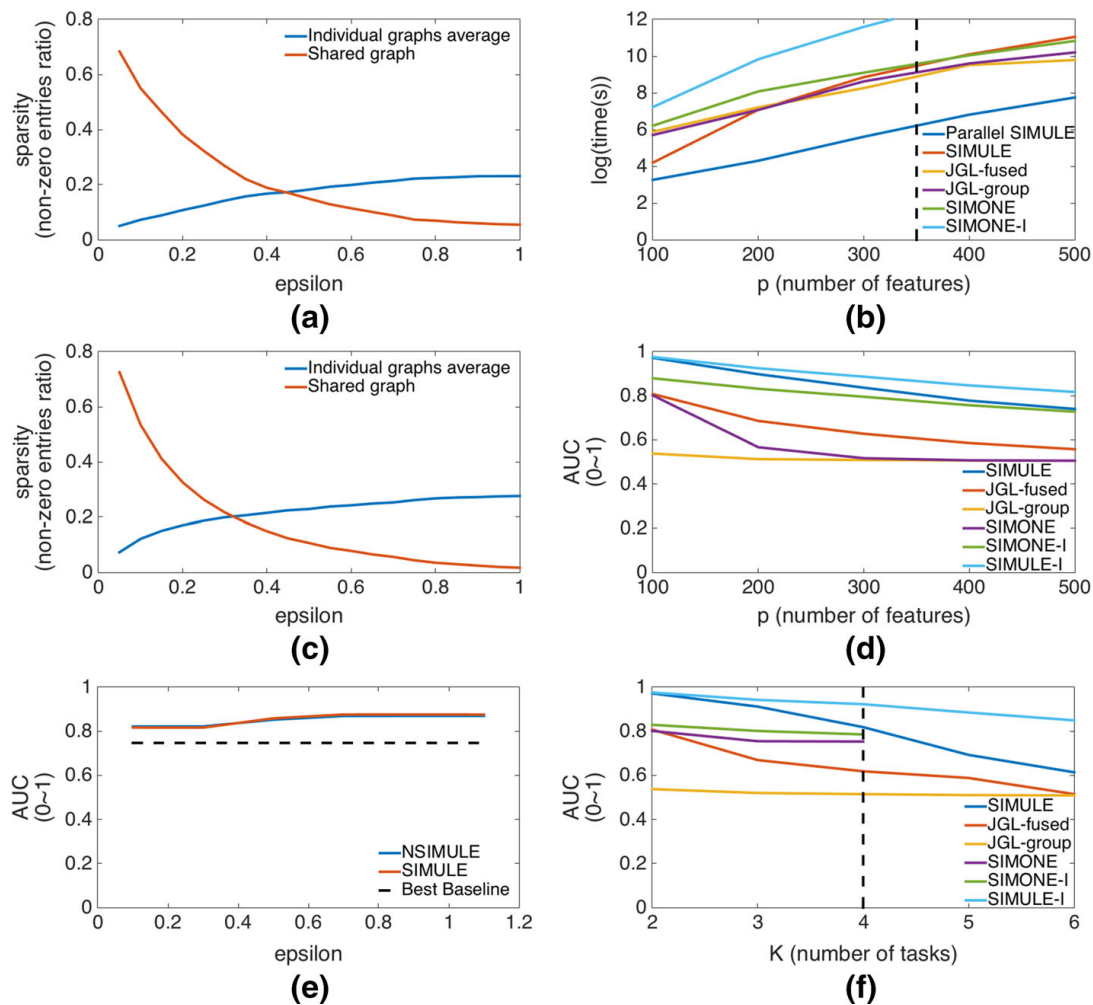 0.8
0.6
0.4
0.2
0
sparsity
(non-zero entries ratio)
Individual graphs average
Shared graph
0 0.2 0.4 0.6 0.8 1
epsilon
(a)
12
10
8
6
4
2
0
log(time(s))
Parallel SIMULE
SIMULE
JGL-fused
JGL-group
SIMONE
SIMONE-I
100 200 300 400 500
p (number of features)
(b)
0.8
0.6
0.4
0.2
0
sparsity
(non-zero entries ratio)
Individual graphs average
Shared graph
0 0.2 0.4 0.6 0.8 1
epsilon
(c)
1
0.8
0.6
0.4
0.2
0
AUC
(0~1)
SIMULE
JGL-fused
JGL-group
SIMONE
SIMONE-I
SIMULE-I
100 200 300 400 500
p (number of features)
(d)
1
0.8
0.6
0.4
0.2
0
AUC
(0~1)
NSIMULE
SIMULE
Best Baseline
0 0.2 0.4 0.6 0.8 1 1.2
epsilon
(e)
1
0.8
0.6
0.4
0.2
0
AUC
(0~1)
SIMULE
JGL-fused
JGL-group
SIMONE
SIMONE-I
SIMULE-I
2 3 4 5 6
K (number of tasks)
(f)